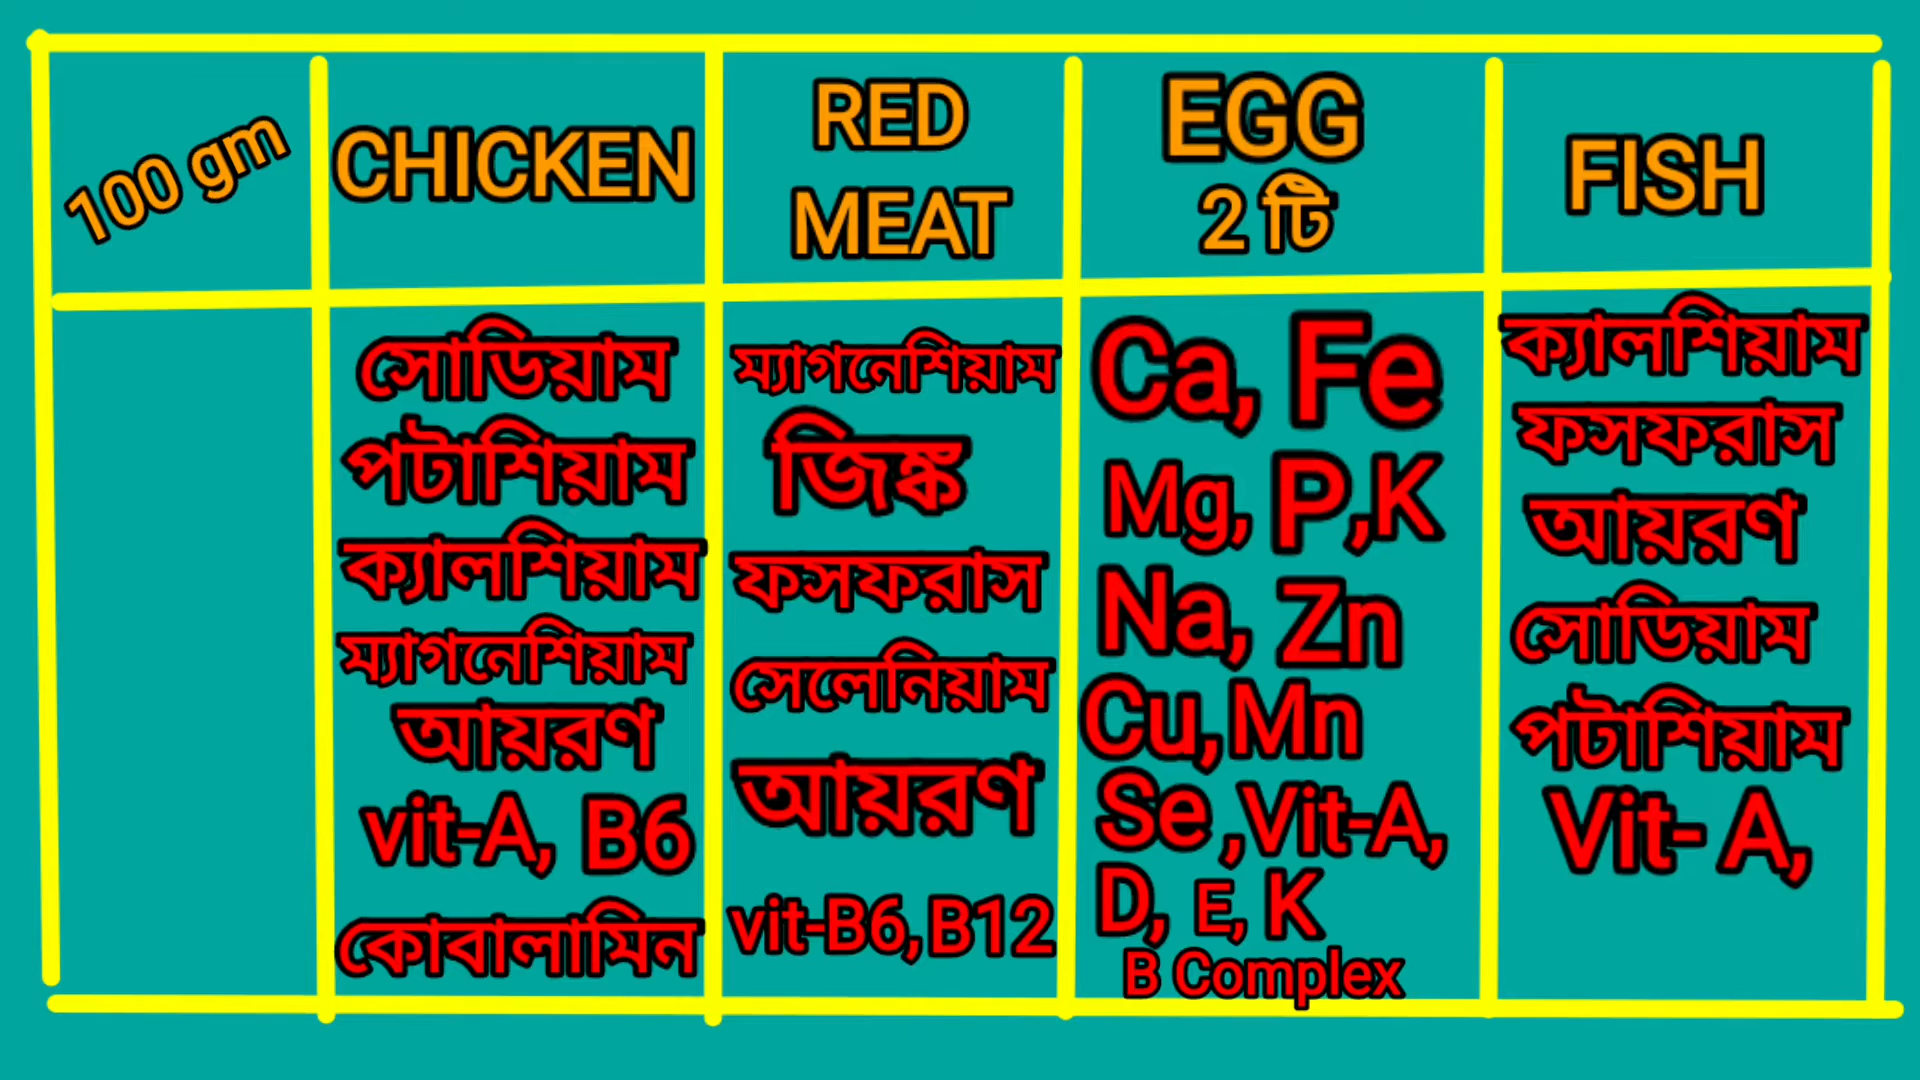 100 gm
CHICKEN
RED
MEAT
EGG
2 টি
FISH
সোডিয়াম
পটাশিয়াম
ক্যালশিয়াম
ম্যাগনেশিয়াম
আয়রণ
vit-A, B6
কোবালামিন
ম্যাগনেশিয়াম
জিঙ্ক
ফসফরাস
সেলেনিয়াম
আয়রণ
vit-B6,B12
Ca, Fe
Mg, P,K
Na, Zn
Cu,Mn
Se ,Vit-A,
D, E, K
B Complex
ক্যালশিয়াম
ফসফরাস
আয়রণ
সোডিয়াম
পটাশিয়াম
Vit- A,